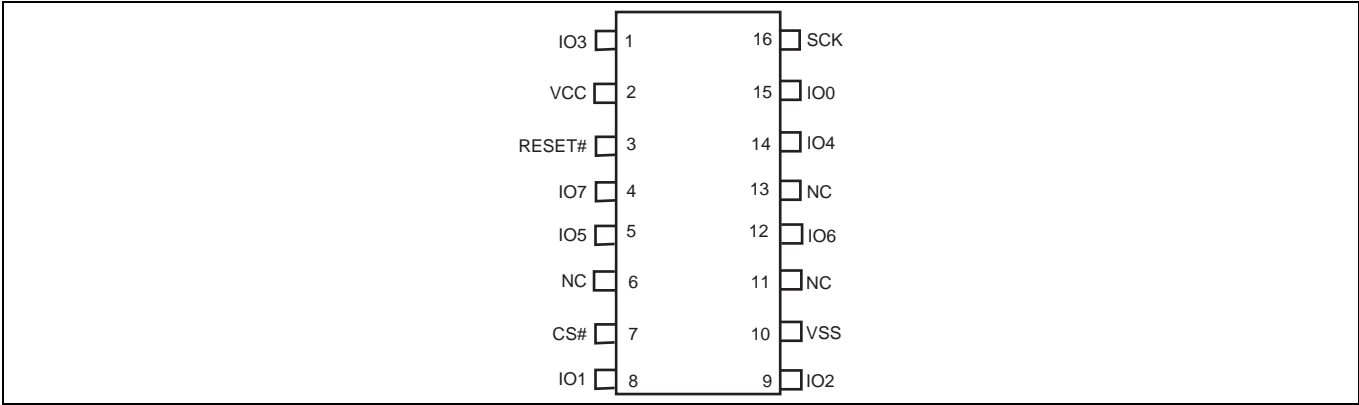 IO3 1 16 SCK
VCC 2 15 IO0
RESET# 3 14 IO4
IO7 4 13 NC
IO5 5 12 IO6
NC 6 11 NC
CS# 7 10 VSS
IO1 8 9 IO2